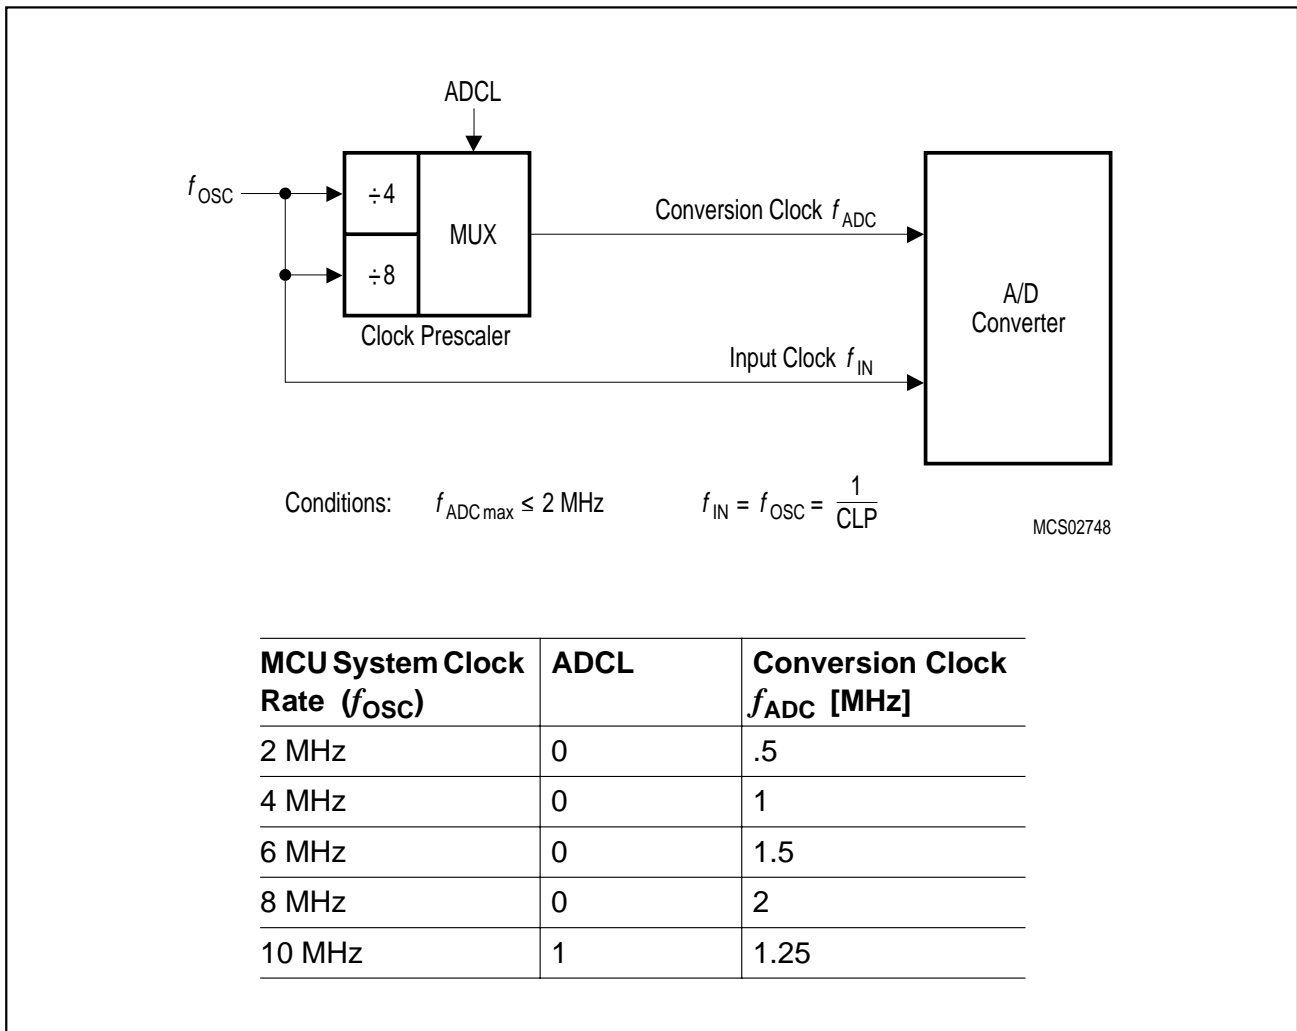 ADCL
f OSC
÷4
÷8
MUX
Clock Prescaler
Conversion Clock f ADC
Input Clock f IN
A/D
Converter
Conditions: f ADC max ≤ 2 MHz f IN = f OSC = 1/CLP
MCS02748
MCU System Clock Rate (fOSC) | ADCL | Conversion Clock fADC [MHz]
2 MHz | 0 | .5
4 MHz | 0 | 1
6 MHz | 0 | 1.5
8 MHz | 0 | 2
10 MHz | 1 | 1.25